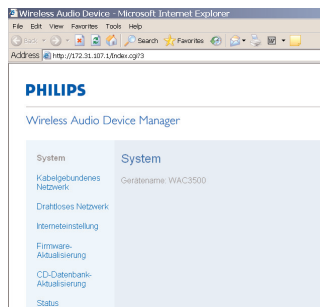 Wireless Audio Device - Microsoft Internet Explorer
File Edit View Favorites Tools Help
Back Search Favorites
Address http://172.31.107.1/index.cgi?3
PHILIPS
Wireless Audio Device Manager
System
System
Kabelgebundenes
Netzwerk
Gerätename: WAC3500
Drahtloses Netzwerk
Interneteinstellung
Firmware-
Aktualisierung
CD-Datenbank-
Aktualisierung
Status